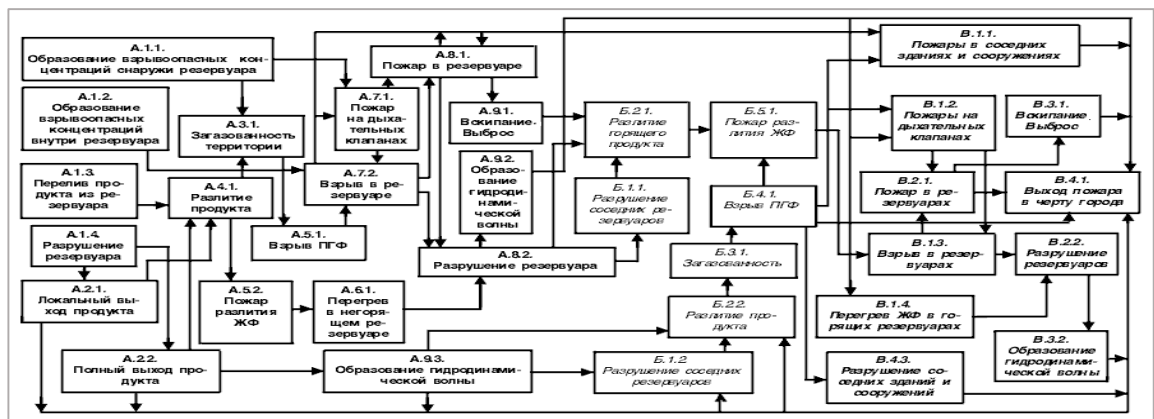 А.1.1.
Образование взрывоопасных кон-
центраций снаружи резервуара
А.1.2.
Образование
взрывоопасных
концентраций
внутри резервуара
А.1.3.
Перелив про-
дукта из ре-
зервуара
А.1.4.
Разрушение
резервуара
А.2.1.
Локальный вы-
ход продукта
А.2.2.
Полный выход про-
дукта
А.3.1.
Загазованность
территории
А.4.1.
Разлитие
продукта
А.5.1.
Взрыв ПГФ
А.5.2.
Пожар
разлития
ЖФ
А.6.1.
Перегрев
в негоря-
щем резе-
рвуаре
А.7.1.
Пожар
на дыха-
тельных
клапанах
А.7.2.
Взрыв в ре-
зервуаре
А.8.1.
Пожар в резервуаре
А.8.2.
Разрушение резервуара
А.9.1.
Вскипание-
Выброс
А.9.2.
Образова-
ние
гидроди-
нами-
ческой
волны
А.9.3.
Образование гидродинами-
ческой волны
Б.2.1.
Разлитие
горящего
продукта
Б.1.1.
Разрушение
соседних ре-
зервуаров
Б.5.1.
Пожар раз-
лития ЖФ
Б.4.1.
Взрыв ПГФ
Б.3.1.
Загазованность
Б.2.2.
Разлитие про-
дукта
Б.1.2
Разрушение соседних
резервуаров
В.1.1.
Пожары в соседних
зданиях и сооружениях
В.1.2.
Пожары на
дыхательных
клапанах
В.3.1.
Вскипание-
Выброс
В.2.1.
Пожар в ре-
зервуарах
В.4.1.
Выход пожара
в черту города
В.1.3.
Взрыв в резер-
вуарах
В.2.2.
Разрушение
резервуаров
В.1.4.
Перегрев ЖФ в го-
рящих резервуарах
В.4.3.
Разрушение со-
седних зданий и
сооружений
В.3.2.
Образование
гидродинами-
ческой волны